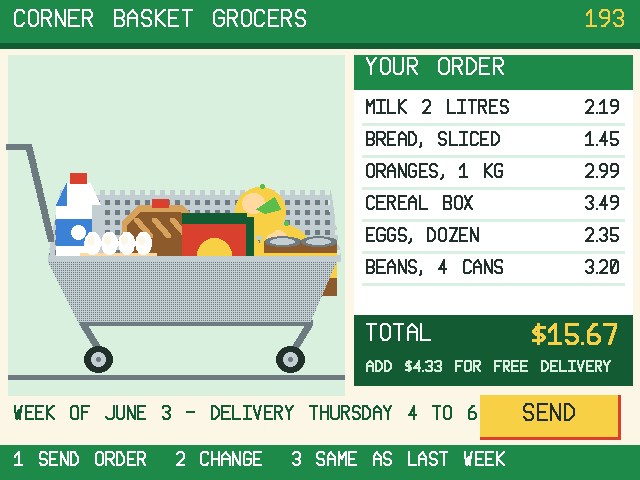 CORNER BASKET GROCERS 193
YOUR ORDER
MILK 2 LITRES 2.19
BREAD, SLICED 1.45
ORANGES, 1 KG 2.99
CEREAL BOX 3.49
EGGS, DOZEN 2.35
BEANS, 4 CANS 3.20
TOTAL $15.67
ADD $4.33 FOR FREE DELIVERY
WEEK OF JUNE 3 - DELIVERY THURSDAY 4 TO 6
SEND
1 SEND ORDER 2 CHANGE 3 SAME AS LAST WEEK